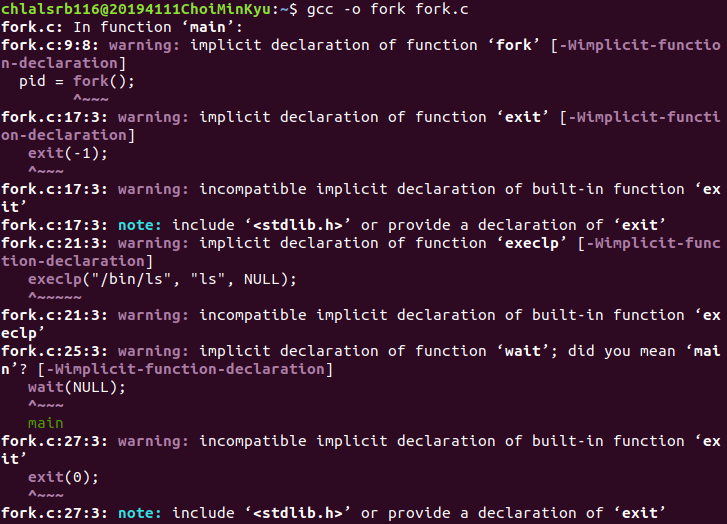 chlalsrb116@20194111ChoiMinKyu:~$ gcc -o fork fork.c
fork.c: In function ‘main’:
fork.c:9:8: warning: implicit declaration of function ‘fork’ [-Wimplicit-functio
n-declaration]
  pid = fork();
        ^~~~
fork.c:17:3: warning: implicit declaration of function ‘exit’ [-Wimplicit-functi
on-declaration]
   exit(-1);
   ^~~~
fork.c:17:3: warning: incompatible implicit declaration of built-in function ‘ex
it’
fork.c:17:3: note: include ‘<stdlib.h>’ or provide a declaration of ‘exit’
fork.c:21:3: warning: implicit declaration of function ‘execlp’ [-Wimplicit-func
tion-declaration]
   execlp("/bin/ls", "ls", NULL);
   ^~~~~~
fork.c:21:3: warning: incompatible implicit declaration of built-in function ‘ex
eclp’
fork.c:25:3: warning: implicit declaration of function ‘wait’; did you mean ‘mai
n’? [-Wimplicit-function-declaration]
   wait(NULL);
   ^~~~
   main
fork.c:27:3: warning: incompatible implicit declaration of built-in function ‘ex
it’
   exit(0);
   ^~~~
fork.c:27:3: note: include ‘<stdlib.h>’ or provide a declaration of ‘exit’